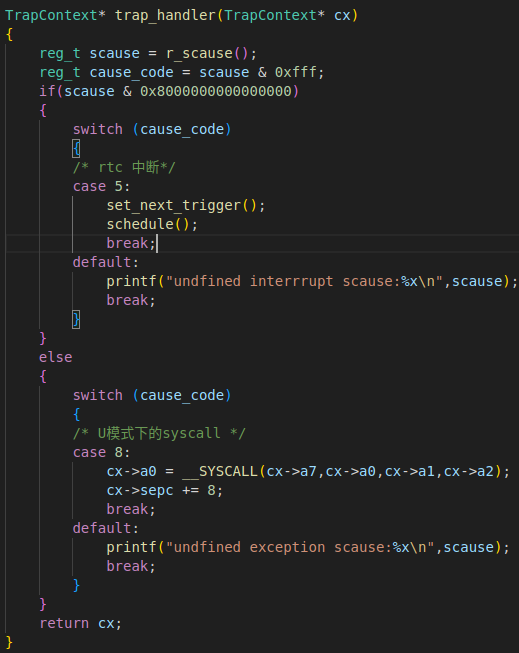 TrapContext* trap_handler(TrapContext* cx)
{
    reg_t scause = r_scause();
    reg_t cause_code = scause & 0xfff;
    if(scause & 0x8000000000000000)
    {
        switch (cause_code)
        {
        /* rtc 中断*/
        case 5:
            set_next_trigger();
            schedule();
            break;
        default:
            printf("undfined interrrupt scause:%x\n",scause);
            break;
        }
    }
    else
    {
        switch (cause_code)
        {
        /* U模式下的syscall */
        case 8:
            cx->a0 = __SYSCALL(cx->a7,cx->a0,cx->a1,cx->a2);
            cx->sepc += 8;
            break;
        default:
            printf("undfined exception scause:%x\n",scause);
            break;
        }
    }
    return cx;
}